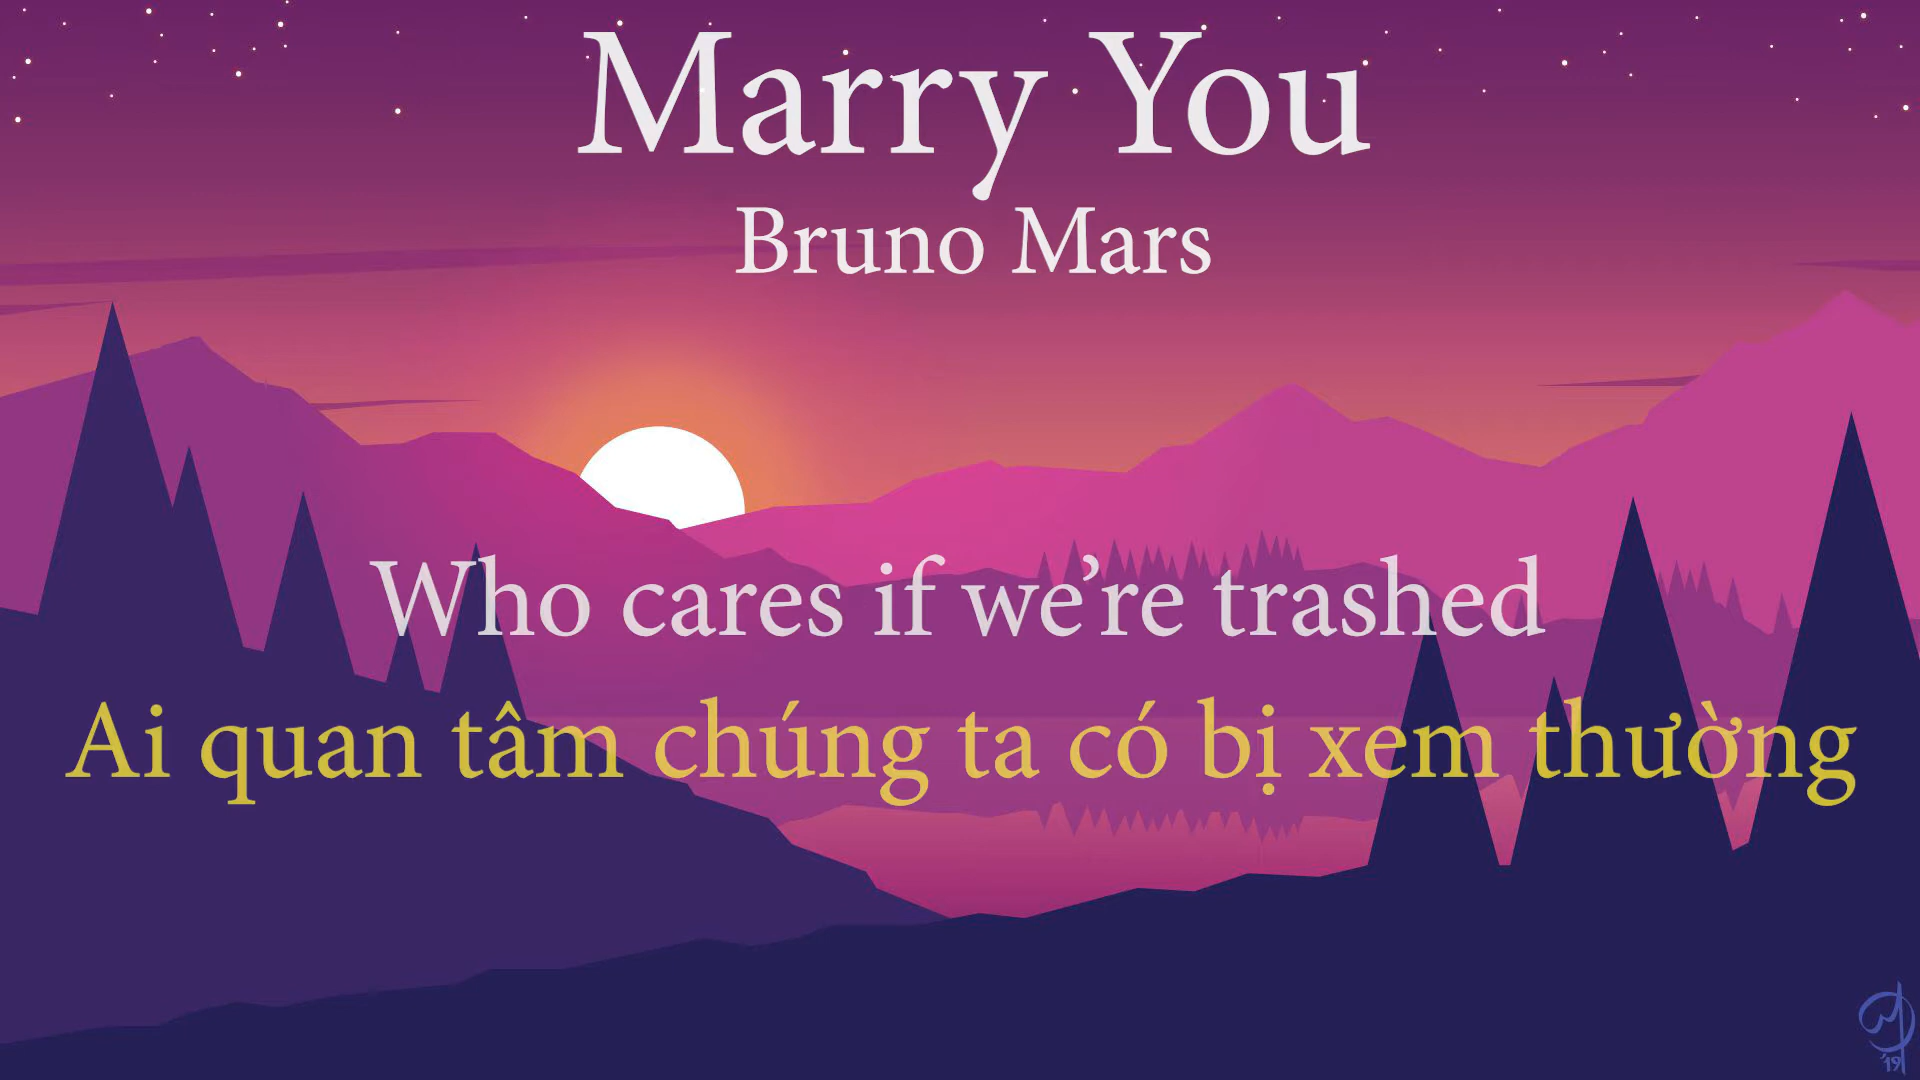 Marry You
Bruno Mars
Who cares if we’re trashed
Ai quan tâm chúng ta có bị xem thường
'19